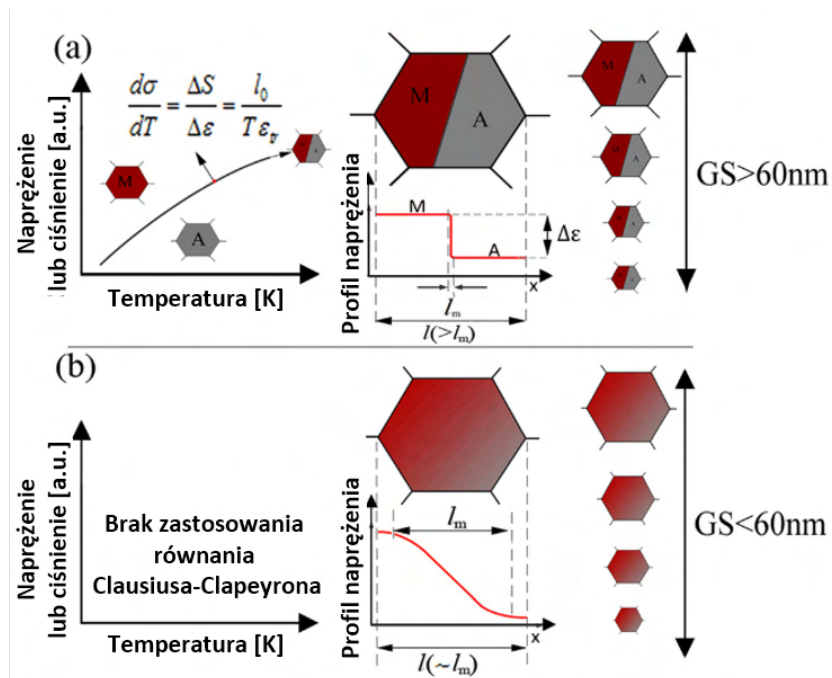 (a)
dσ/dT = ΔS/Δε = l₀/(T εtr)
M
A
M A
Naprężenie
lub ciśnienie [a.u.]
Temperatura [K]
M
A
Profil naprężenia
M
A
Δε
x
lm
l(>lm)
M A
M A
M A
M A
GS>60nm
(b)
Naprężenie
lub ciśnienie [a.u.]
Brak zastosowania
równania
Clausiusa-Clapeyrona
Temperatura [K]
Profil naprężenia
lm
x
l(~lm)
GS<60nm